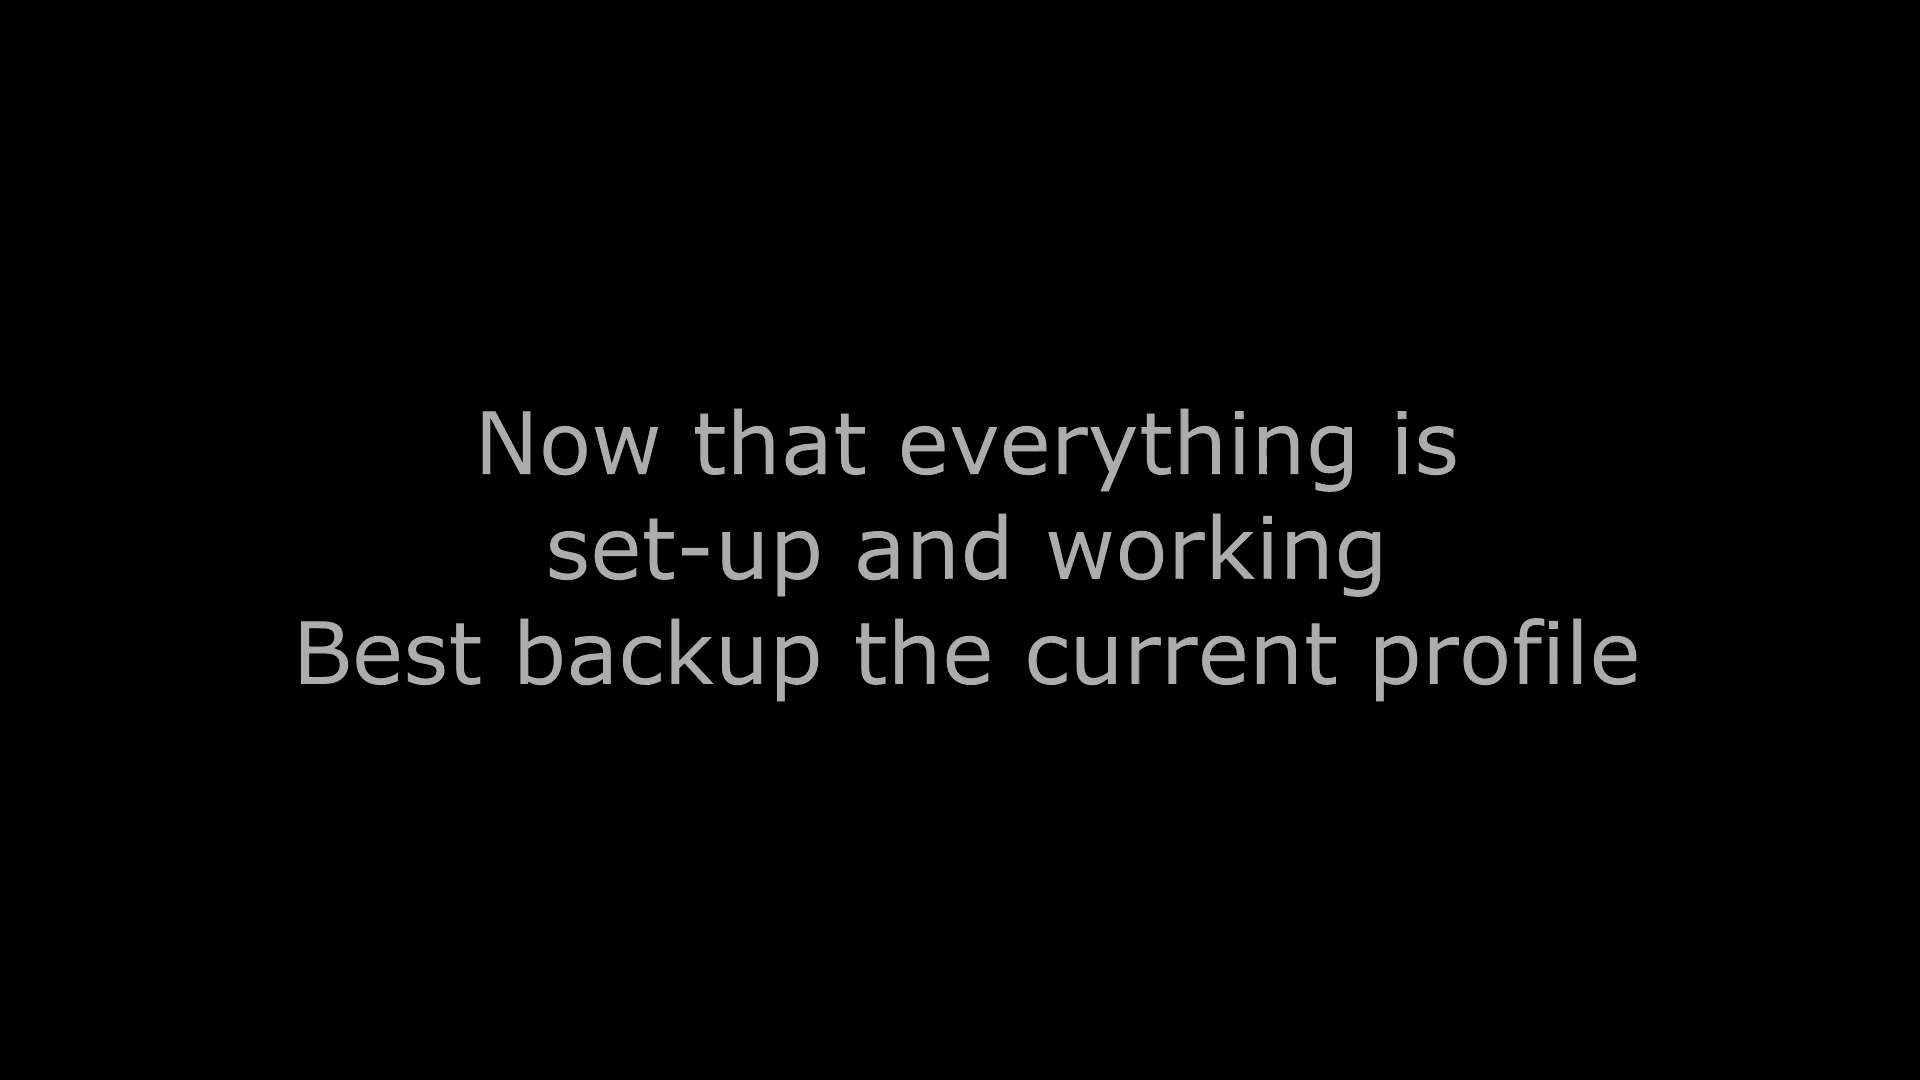 Now that everything is
set-up and working
Best backup the current profile